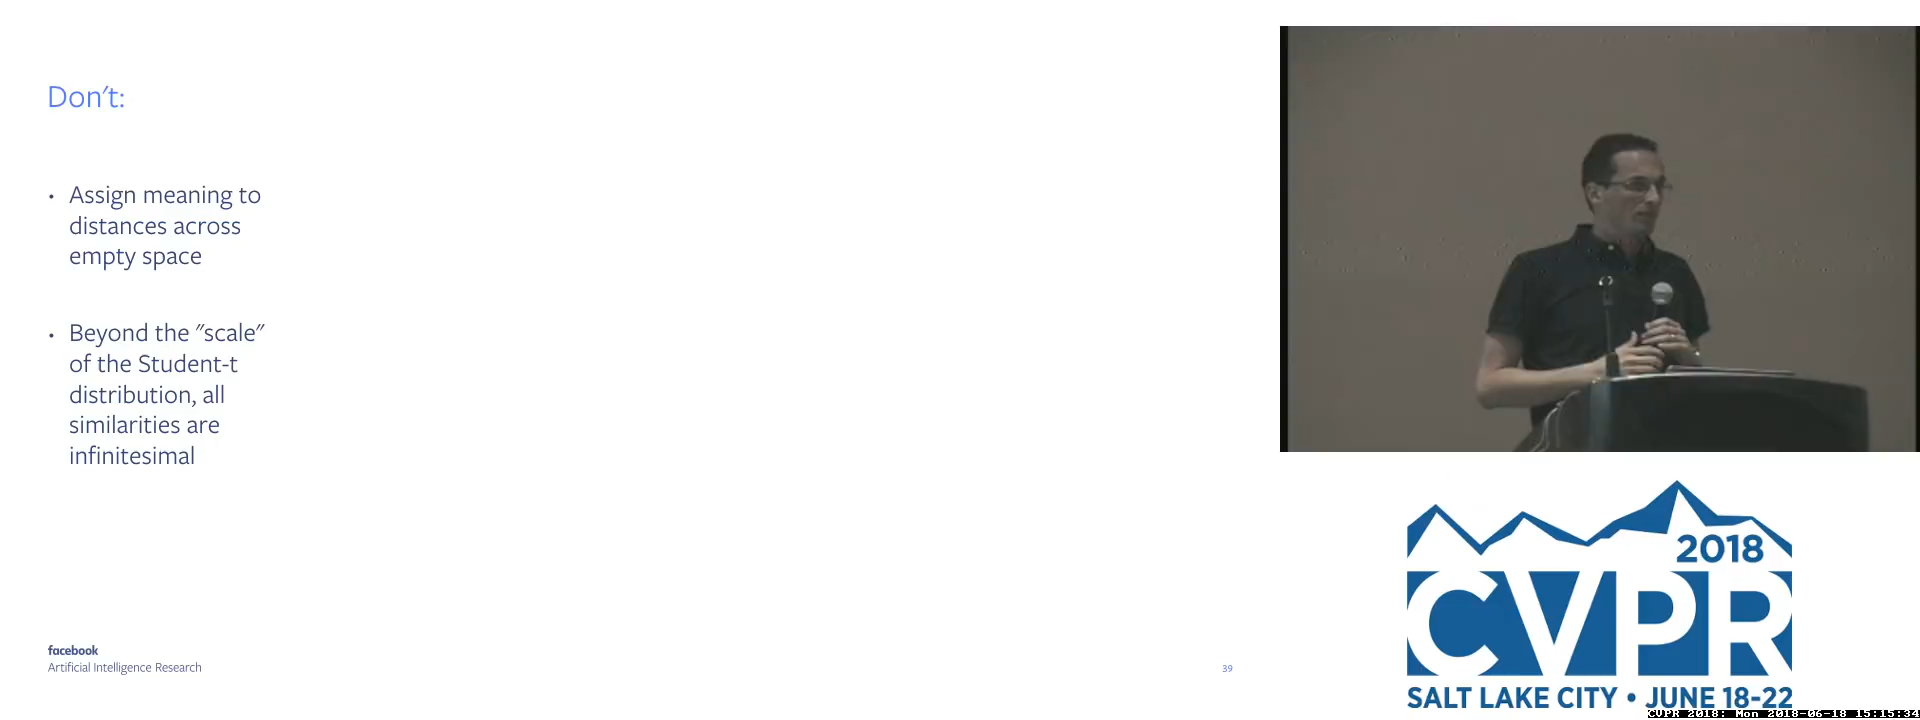 Don't:
• Assign meaning to
distances across
empty space
• Beyond the "scale"
of the Student-t
distribution, all
similarities are
infinitesimal
facebook
Artificial Intelligence Research
39
2018
CVPR
SALT LAKE CITY • JUNE 18-22
CVPR 2018: Mon 2018-06-18 15:15:34